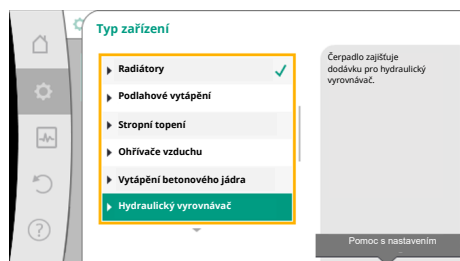 Typ zařízení
Radiátory
Podlahové vytápění
Stropní topení
Ohřívače vzduchu
Vytápění betonového jádra
Hydraulický vyrovnávač
Čerpadlo zajišťuje
dodávku pro hydraulický
vyrovnávač.
Pomoc s nastavením